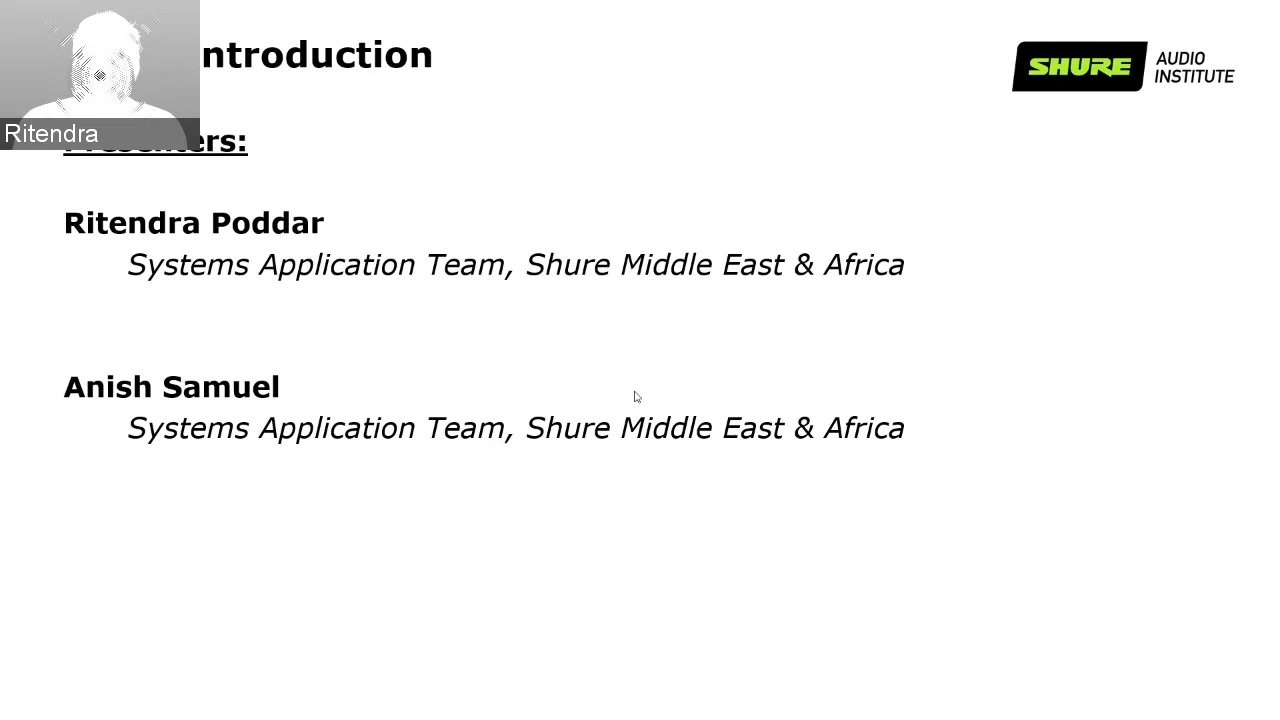 ntroduction
SHURE AUDIO INSTITUTE
Ritendra
Presenters:
Ritendra Poddar
Systems Application Team, Shure Middle East & Africa
Anish Samuel
Systems Application Team, Shure Middle East & Africa